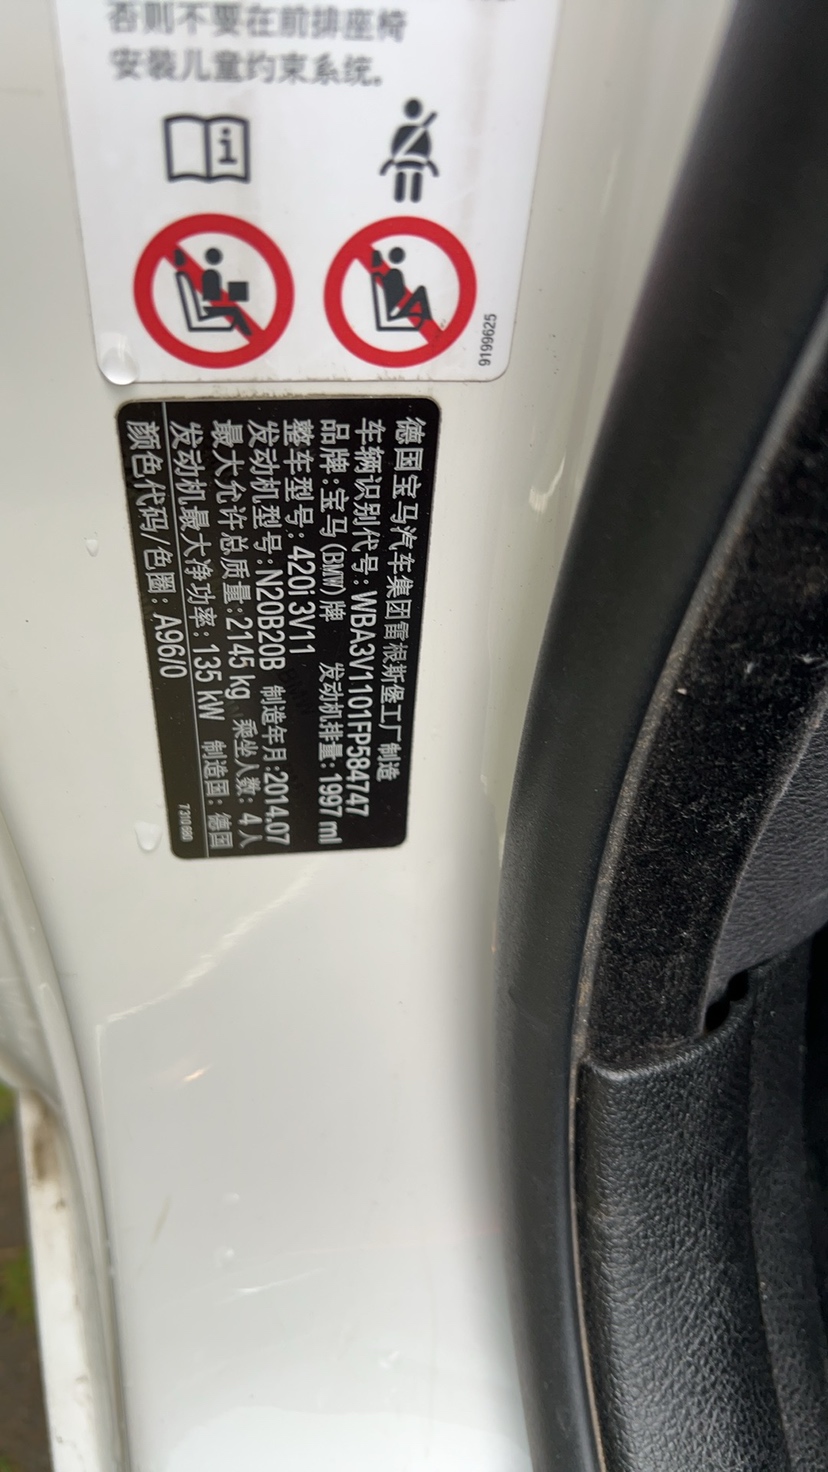 否则不要在前排座椅
安装儿童约束系统。
9199625
德国宝马汽车集团雷根斯堡工厂制造
车辆识别代号: WBA3V1101FP584747
品牌:宝马(BMW)牌 发动机排量: 1997 ml
整车型号: 420i 3V11
发动机型号:N20B20B 制造年月:2014.07
最大允许总质量:2145 kg 乘坐人数: 4 人
发动机最大净功率: 135 kW 制造国: 德国
颜色代码/色圈: A96/0
7 310 660